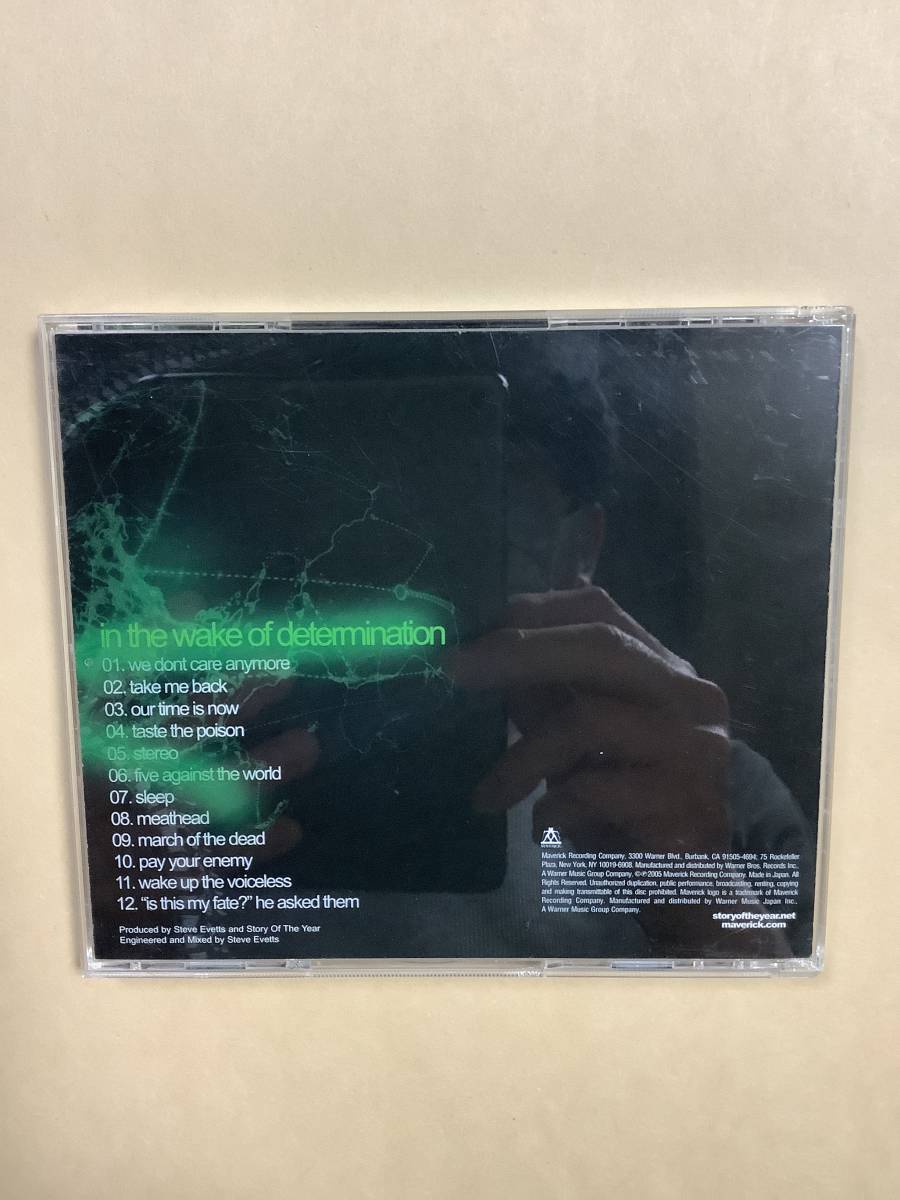 in the wake of determination
01. we dont care anymore
02. take me back
03. our time is now
04. taste the poison
05. stereo
06. five against the world
07. sleep
08. meathead
09. march of the dead
10. pay your enemy
11. wake up the voiceless
12. “is this my fate?” he asked them
Produced by Steve Evetts and Story Of The Year
Engineered and Mixed by Steve Evetts
MAVERICK
Maverick Recording Company, 3300 Warner Blvd., Burbank, CA 91505-4694; 75 Rockefeller
Plaza, New York, NY 10019-6908. Manufactured and distributed by Warner Bros. Records Inc.,
A Warner Music Group Company, ©℗2005 Maverick Recording Company. Made in Japan. All
Rights Reserved. Unauthorized duplication, public performance, broadcasting, renting, copying
and making transmittable of this disc prohibited. Maverick logo is a trademark of Maverick
Recording Company. Manufactured and distributed by Warner Music Japan Inc.,
A Warner Music Group Company.
storyoftheyear.net
maverick.com